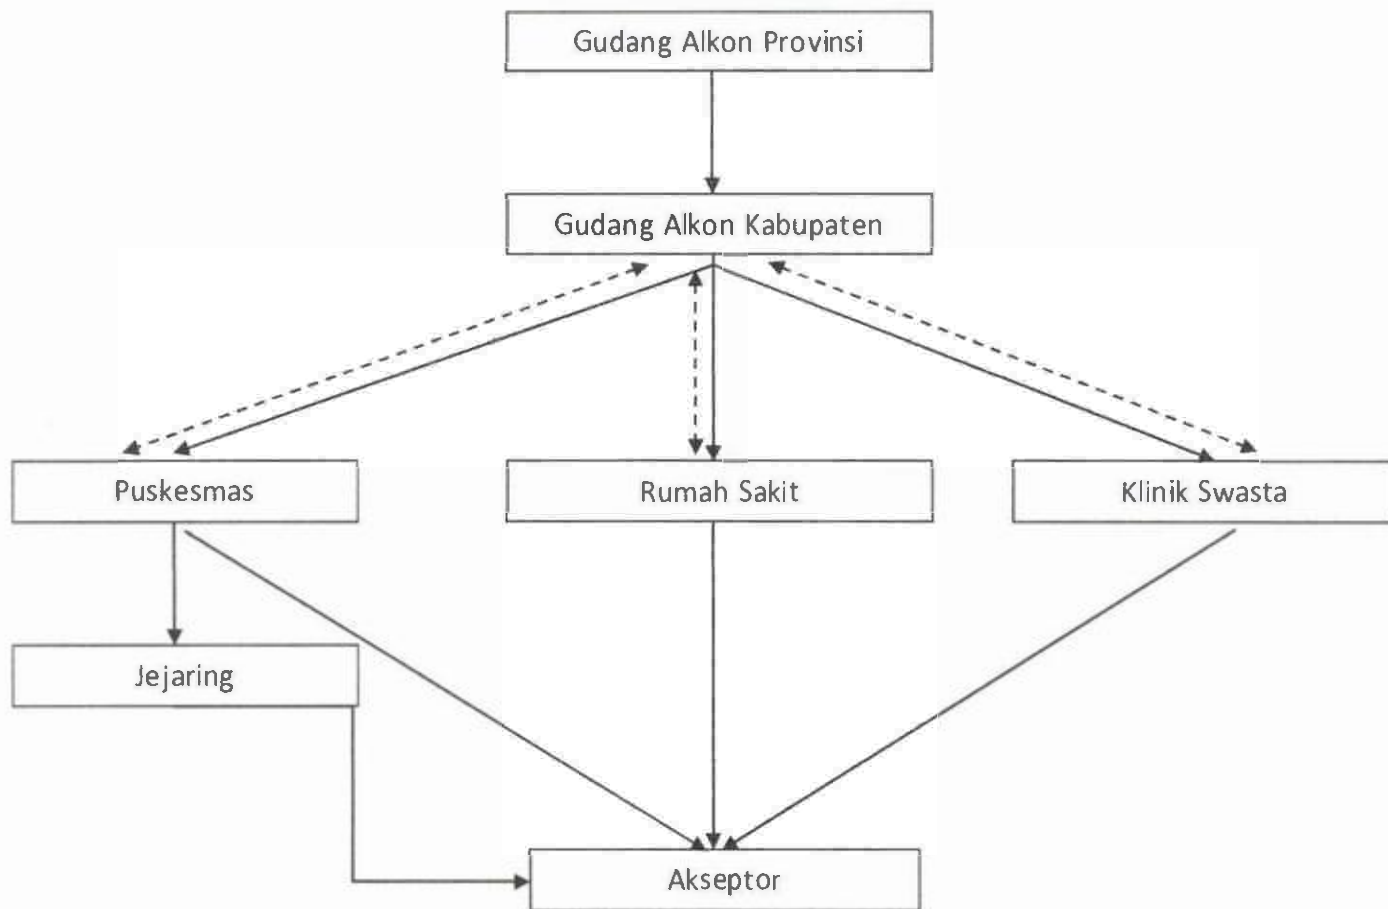 Gudang Alkon Provinsi
Gudang Alkon Kabupaten
Puskesmas
Rumah Sakit
Klinik Swasta
Jejaring
Akseptor